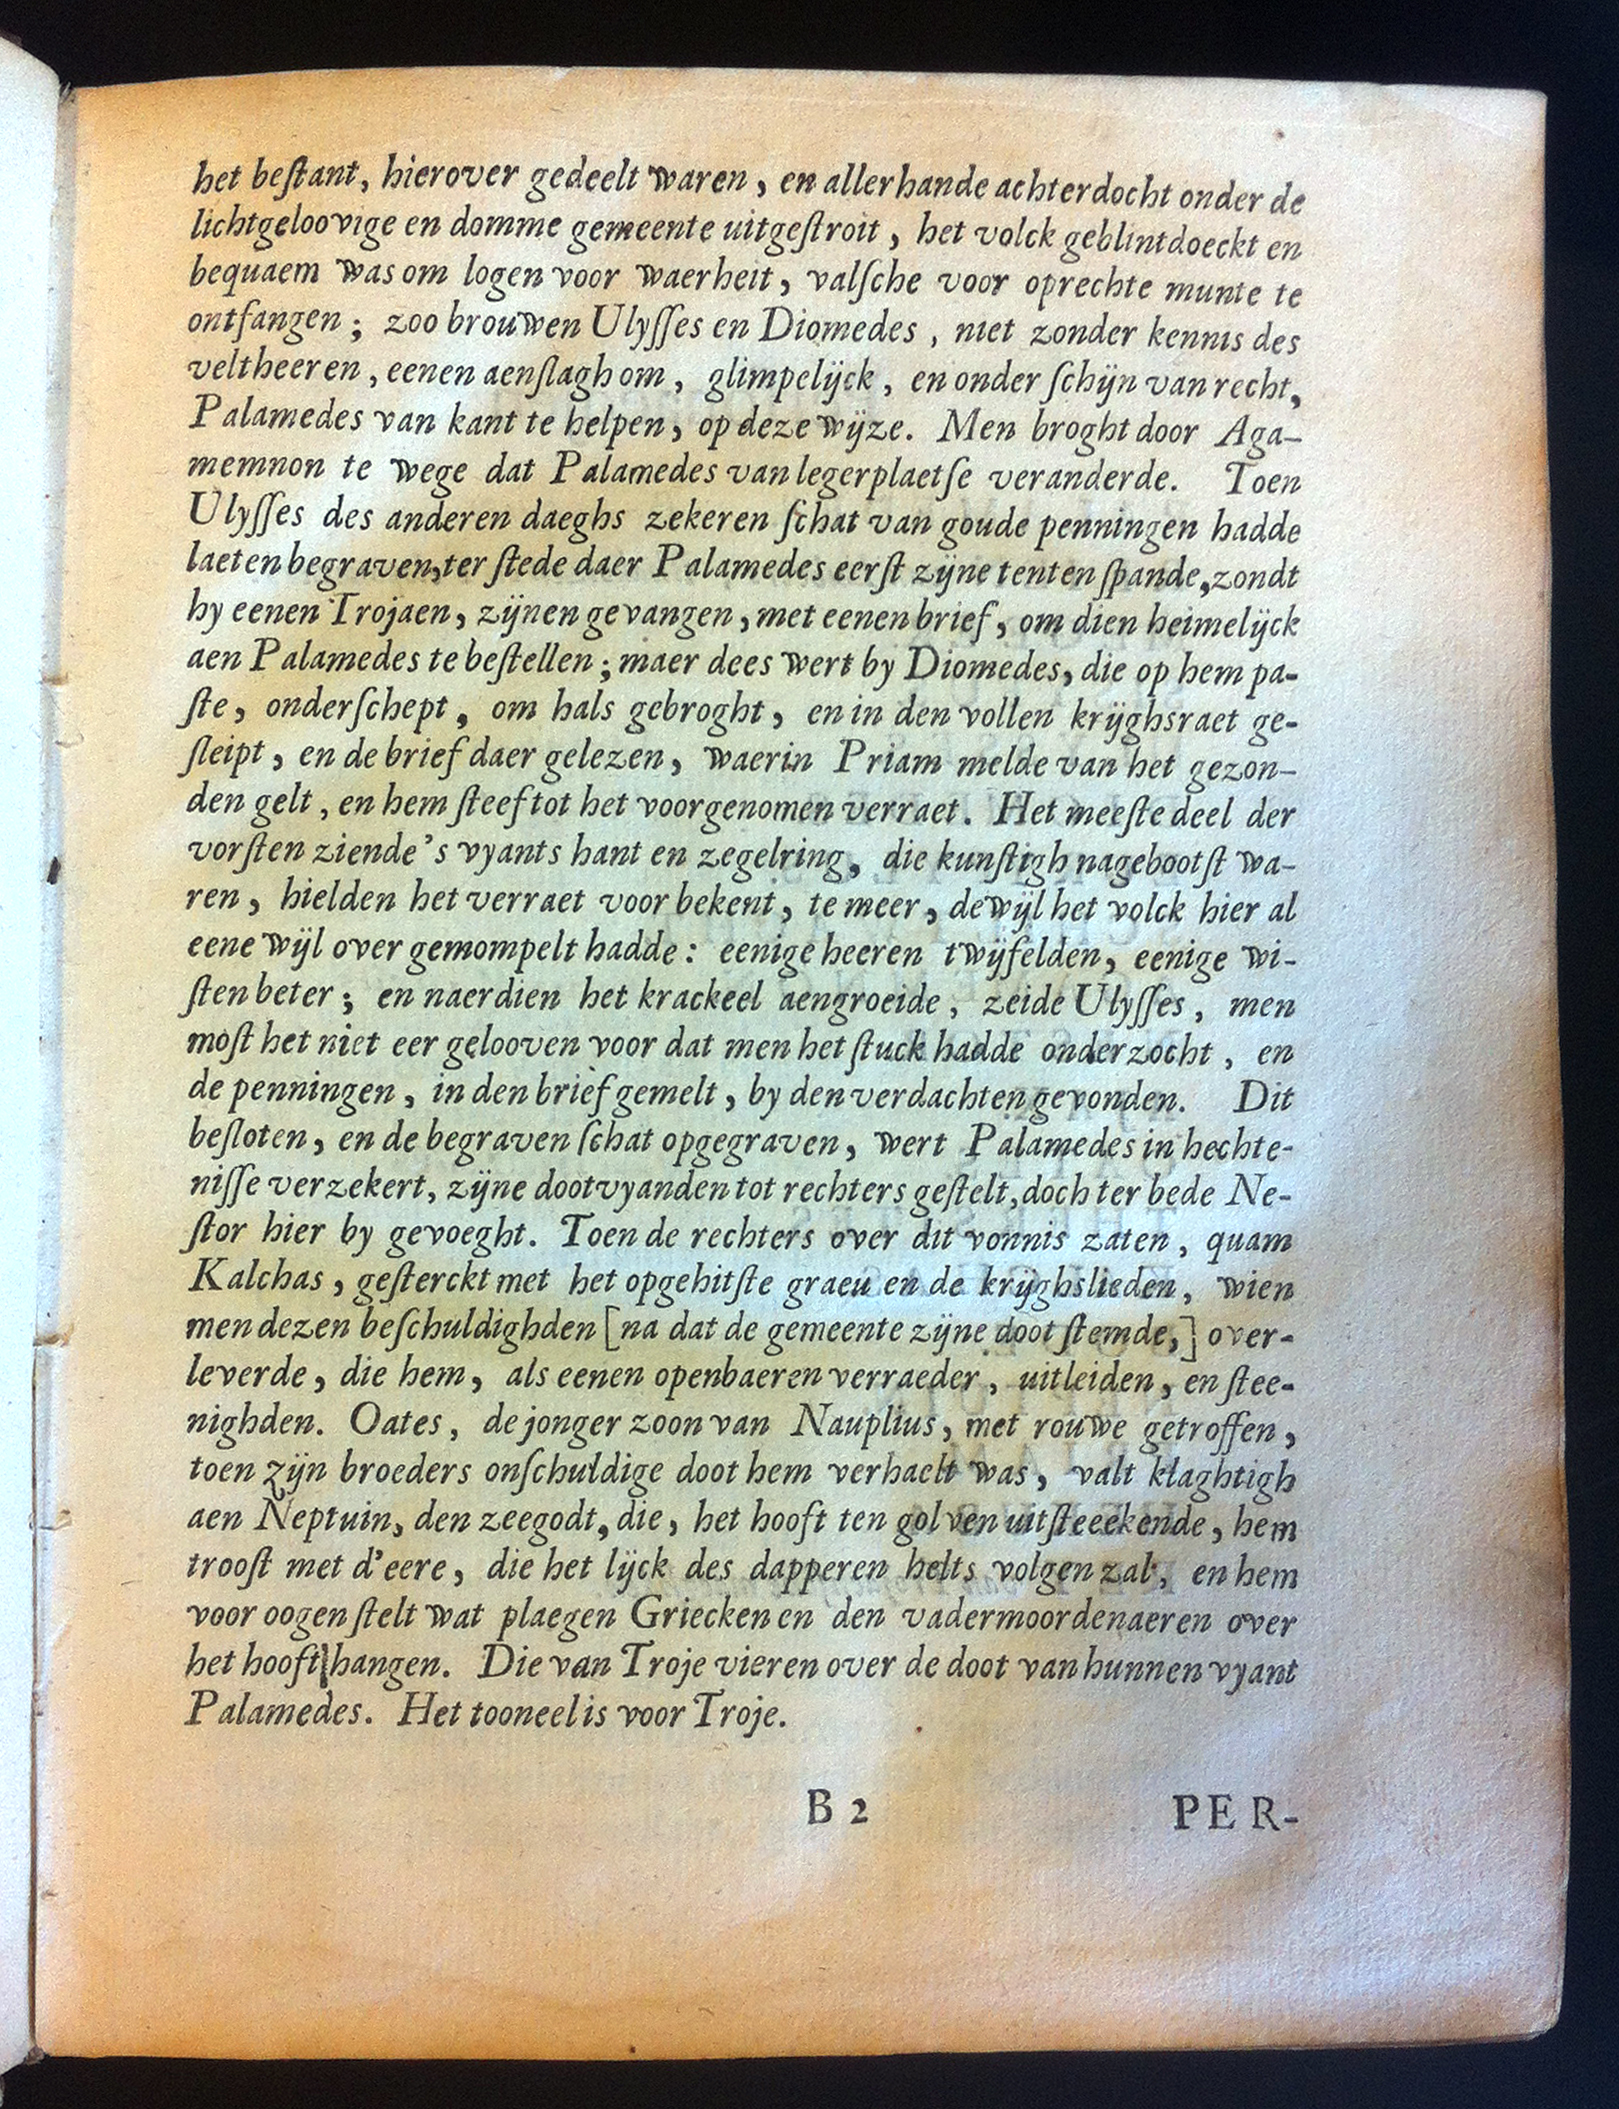 het beſtant, hierover gedeelt waren, en allerhande achterdocht onder de
lichtgeloovige en domme gemeente uitgeſtroit, het volck geblintdoeckt en
bequaem was om logen voor waerheit, valſche voor oprechte munte te
ontfangen; zoo brouwen Ulyſſes en Diomedes, niet zonder kennis des
veltheeren, eenen aenſlagh om, glimpelijck, en onder ſchijn van recht,
Palamedes van kant te helpen, op deze wijze. Men broght door Aga-
memnon te wege dat Palamedes van legerplaetſe veranderde. Toen
Ulyſſes des anderen daeghs zekeren ſchat van goude penningen hadde
laeten begraven, ter ſtede daer Palamedes eerſt zijne tenten ſpande, zondt
hy eenen Trojaen, zijnen gevangen, met eenen brief, om dien heimelijck
aen Palamedes te beſtellen; maer dees wert by Diomedes, die op hem pa-
ſte, onderſchept, om hals gebroght, en in den vollen krijghsraet ge-
ſleipt, en de brief daer gelezen, waerin Priam melde van het gezon-
den gelt, en hem ſteef tot het voorgenomen verraet. Het meeſte deel der
vorſten ziende 's vyants hant en zegelring, die kunſtigh nagebootſt wa-
ren, hielden het verraet voor bekent, te meer, dewijl het volck hier al
eene wijl over gemompelt hadde: eenige heeren twijfelden, eenige wi-
ſten beter; en naerdien het krackeel aengroeide, zeide Ulyſſes, men
moſt het niet eer gelooven voor dat men het ſtuck hadde onderzocht, en
de penningen, in den brief gemelt, by den verdachten gevonden. Dit
beſloten, en de begraven ſchat opgegraven, wert Palamedes in hechte-
niſſe verzekert, zijne dootvyanden tot rechters geſtelt, doch ter bede Ne-
ſtor hier by gevoeght. Toen de rechters over dit vonnis zaten, quam
Kalchas, geſterckt met het opgehitſte graeu en de krijghslieden, wien
men dezen beſchuldighden [na dat de gemeente zijne doot ſtemde,] over-
leverde, die hem, als eenen openbaeren verraeder, uitleiden, en ſtee-
nighden. Oates, de jonger zoon van Nauplius, met rouwe getroffen,
toen zijn broeders onſchuldige doot hem verhaelt was, valt klaghtigh
aen Neptuin, den zeegodt, die, het hooft ten golven uitſteeekende, hem
trooſt met d'eere, die het lijck des dapperen helts volgen zal, en hem
voor oogen ſtelt wat plaegen Griecken en den vadermoordenaeren over
het hooft hangen. Die van Troje vieren over de doot van hunnen vyant
Palamedes. Het tooneel is voor Troje.
B 2
PER-